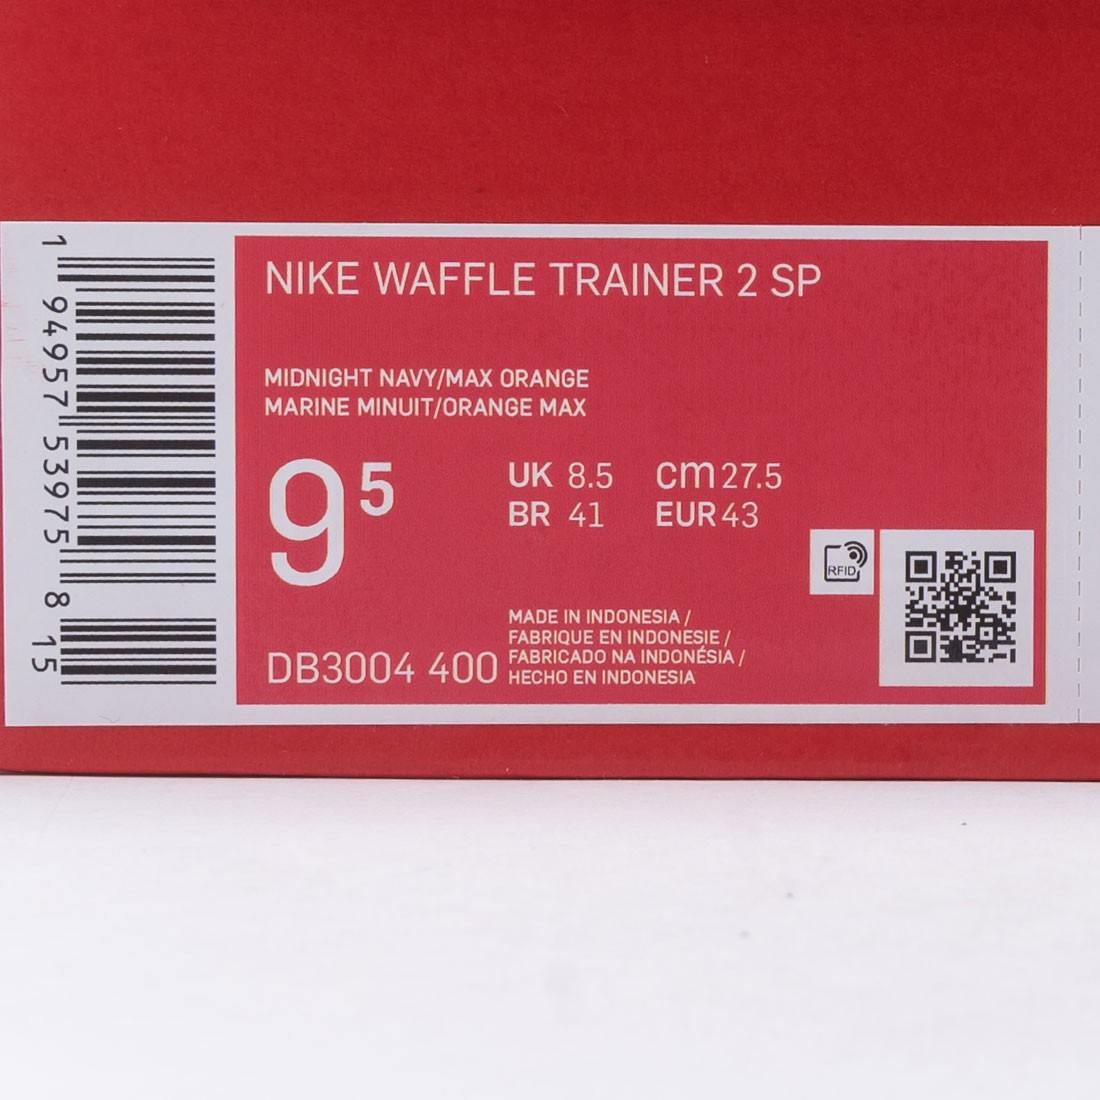 NIKE WAFFLE TRAINER 2 SP
MIDNIGHT NAVY/MAX ORANGE
MARINE MINUIT/ORANGE MAX
9 5
UK 8.5 cm 27.5
BR 41 EUR 43
RFID
MADE IN INDONESIA /
FABRIQUE EN INDONESIE /
FABRICADO NA INDONÉSIA /
HECHO EN INDONESIA
DB3004 400
1 94957 53975 8 15